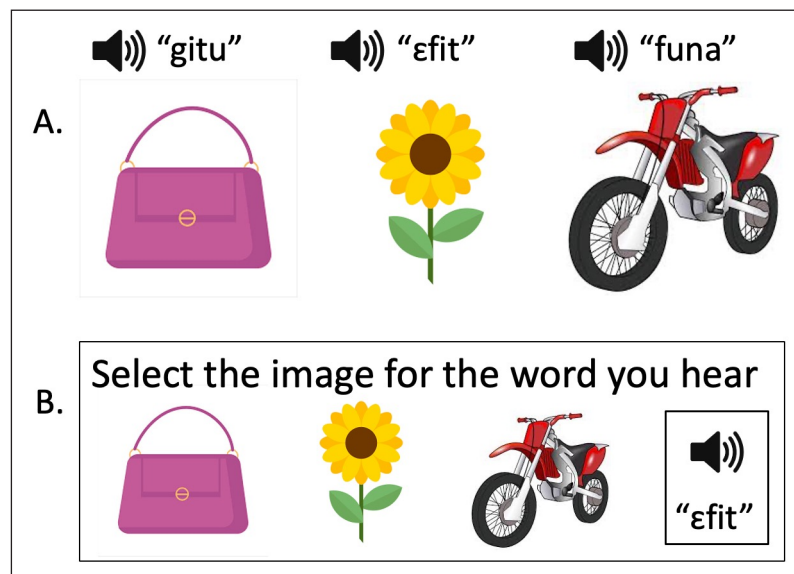 “gitu” “ɛfit” “funa”
A.
Select the image for the word you hear
B.
“ɛfit”